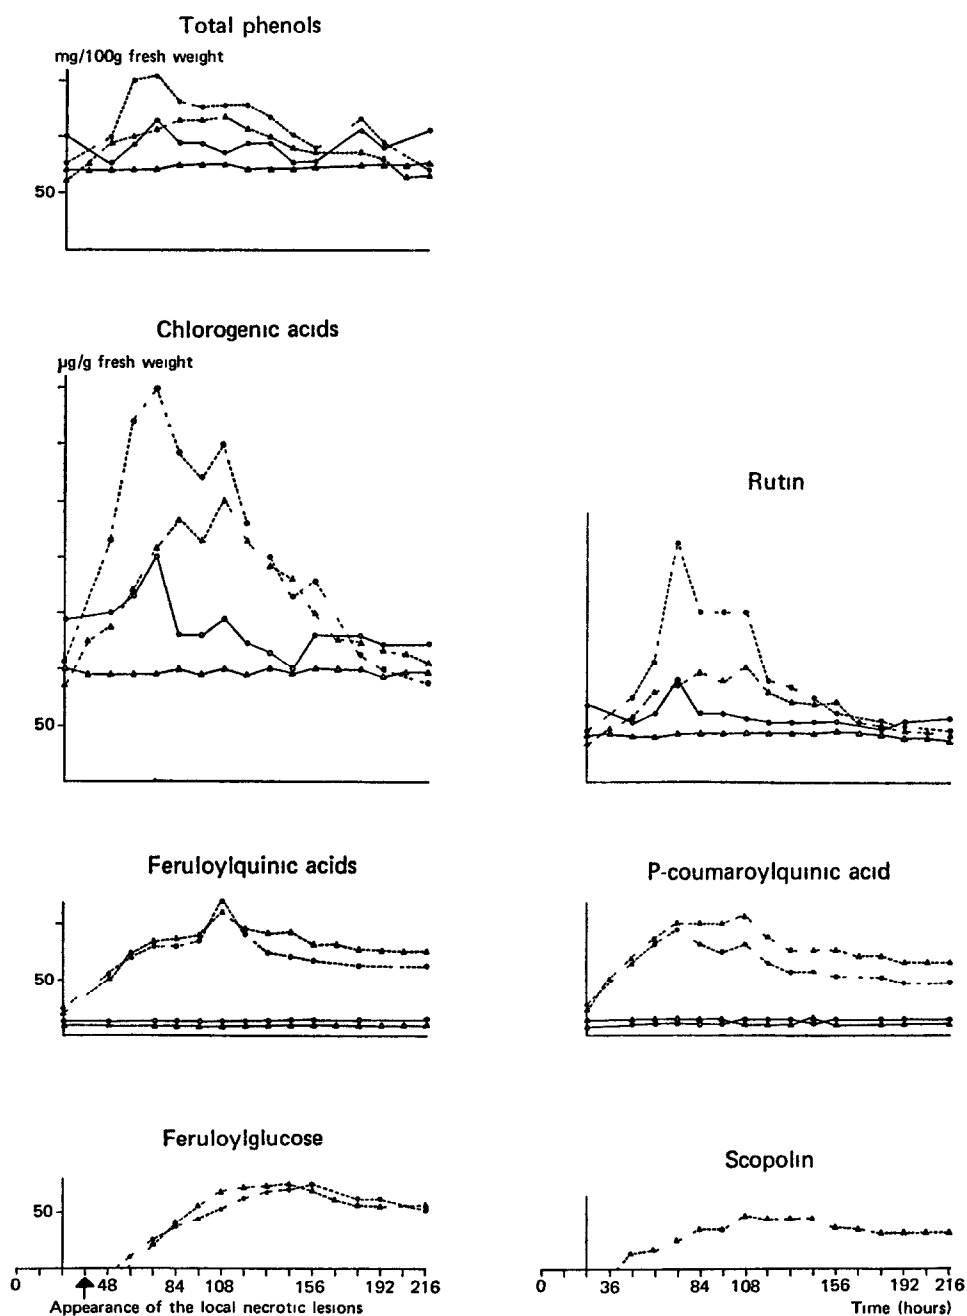 Total phenols
mg/100g fresh weight
50
Chlorogenic acids
µg/g fresh weight
50
Rutin
Feruloylquinic acids
50
P-coumaroylquinic acid
Feruloylglucose
50
0 48 84 108 156 192 216
Appearance of the local necrotic lesions
Scopolin
0 36 84 108 156 192 216
Time (hours)